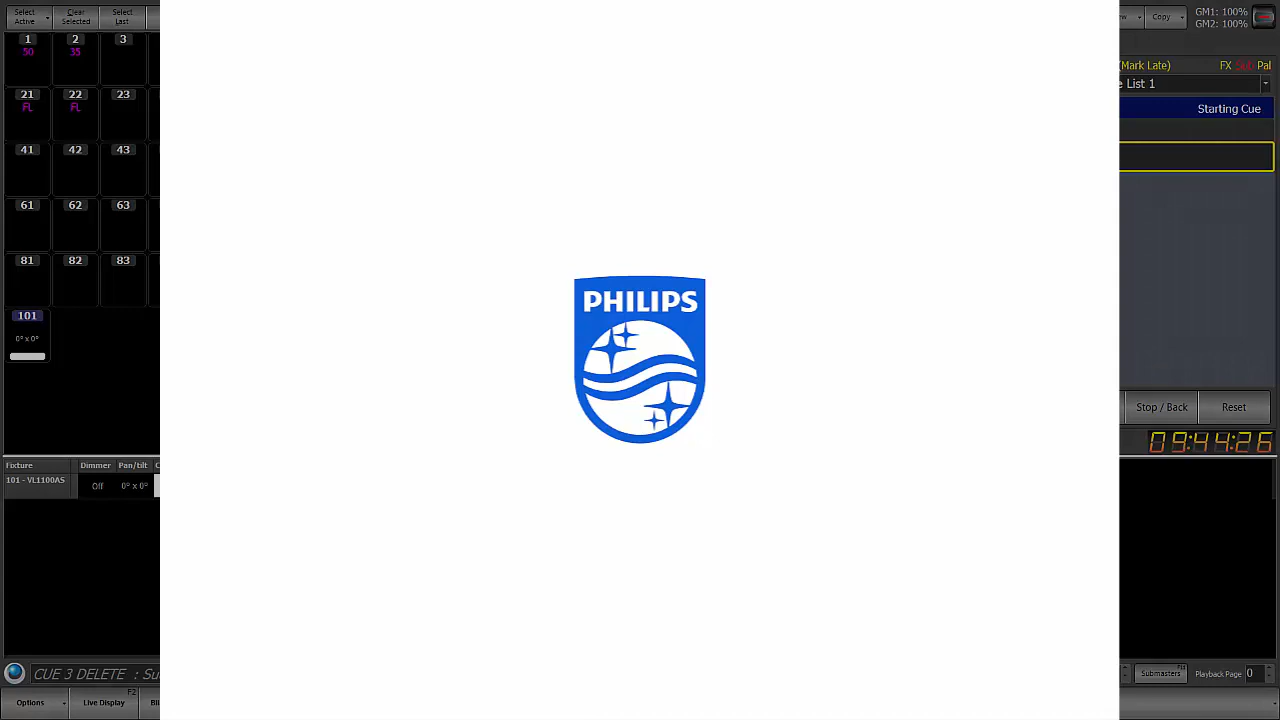 Select Active
Clear Selected
Select Last
Copy
GM1: 100%
GM2: 100%
1
2
3
50
35
(Mark Late)
FX Sub Pal
List 1
21
22
23
FL
FL
Starting Cue
41
42
43
61
62
63
81
82
83
PHILIPS
101
0° x 0°
Stop / Back
Reset
09:44:26
Fixture
Dimmer
Pan/tilt
101 - VL1100AS
Off
0° x 0°
CUE 3 DELETE :
Submasters
Playback Page
0
Options
F2
Live Display